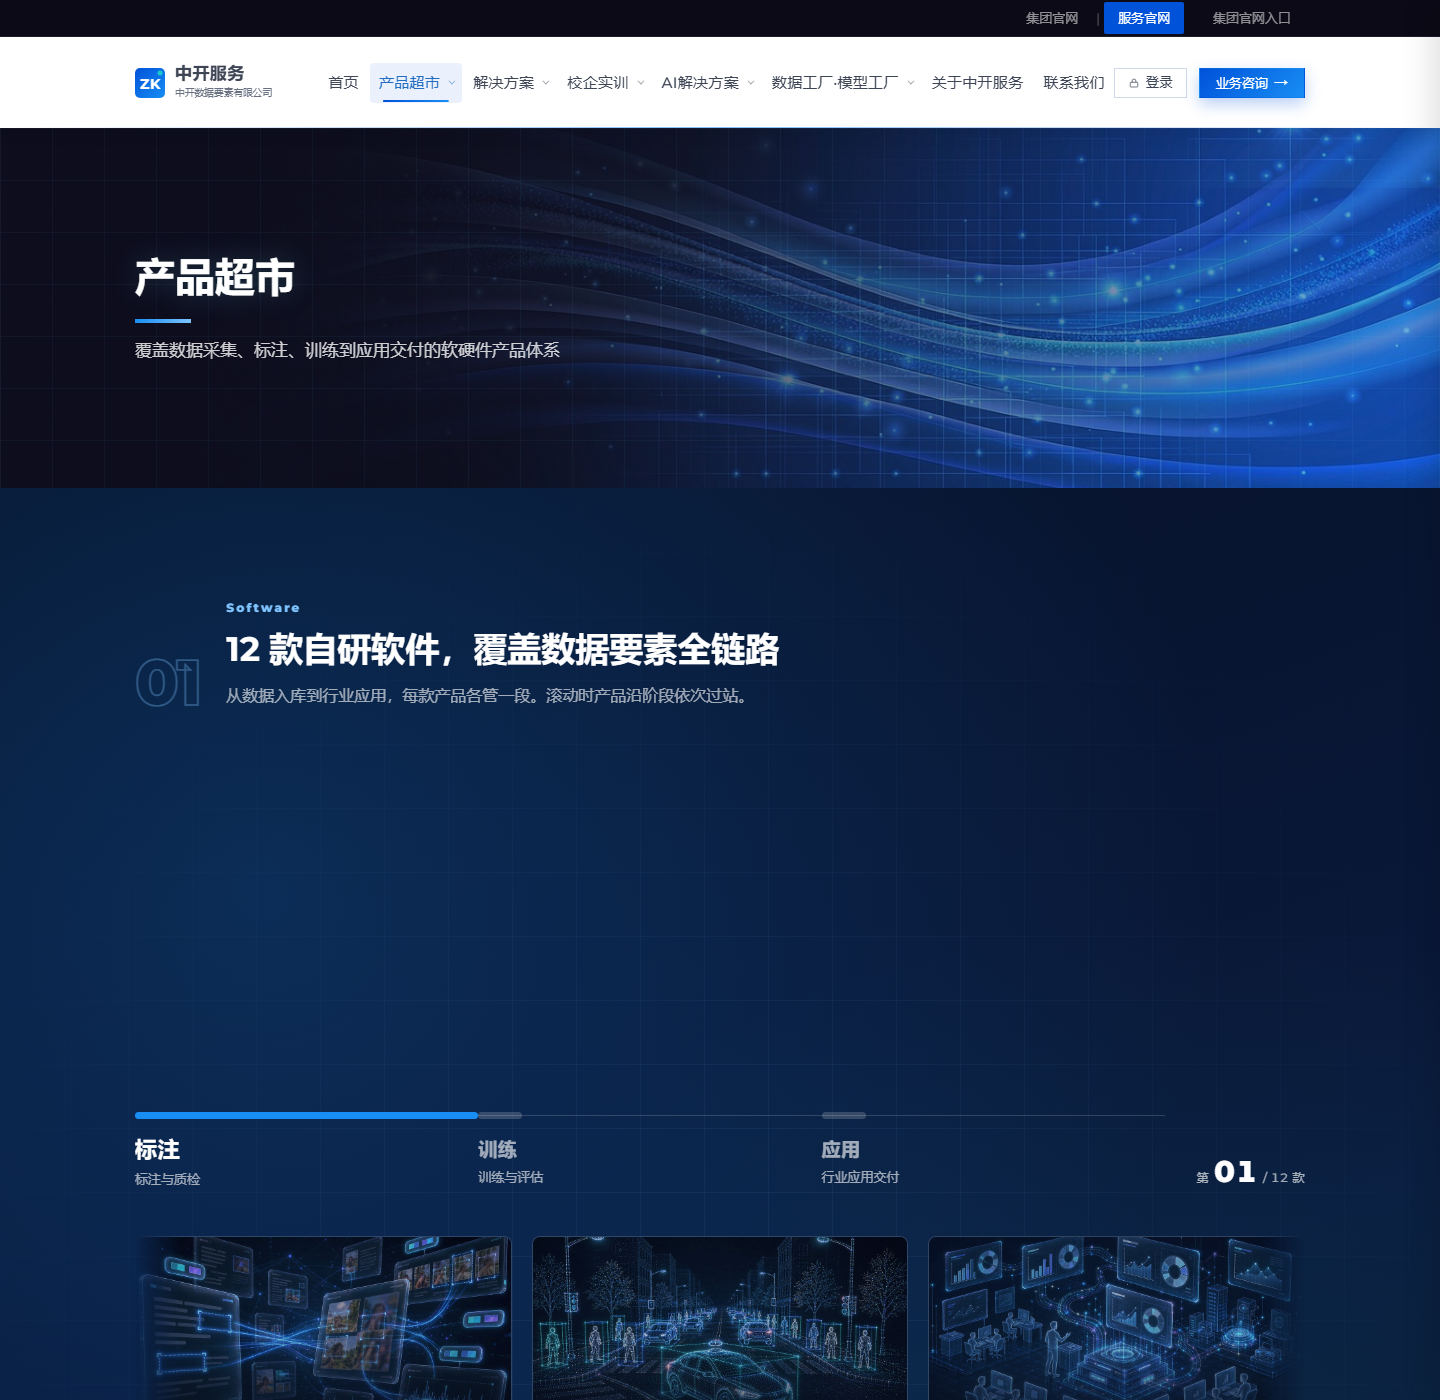 集团官网 | 服务官网 集团官网入口
ZK 中开服务
中开数据要素有限公司
首页 产品超市 解决方案 校企实训 AI解决方案 数据工厂·模型工厂 关于中开服务 联系我们 登录 业务咨询 →
产品超市
覆盖数据采集、标注、训练到应用交付的软硬件产品体系
Software
01
12 款自研软件，覆盖数据要素全链路
从数据入库到行业应用，每款产品各管一段。滚动时产品沿阶段依次过站。
标注 训练 应用
标注与质检 训练与评估 行业应用交付
第 01 / 12 款